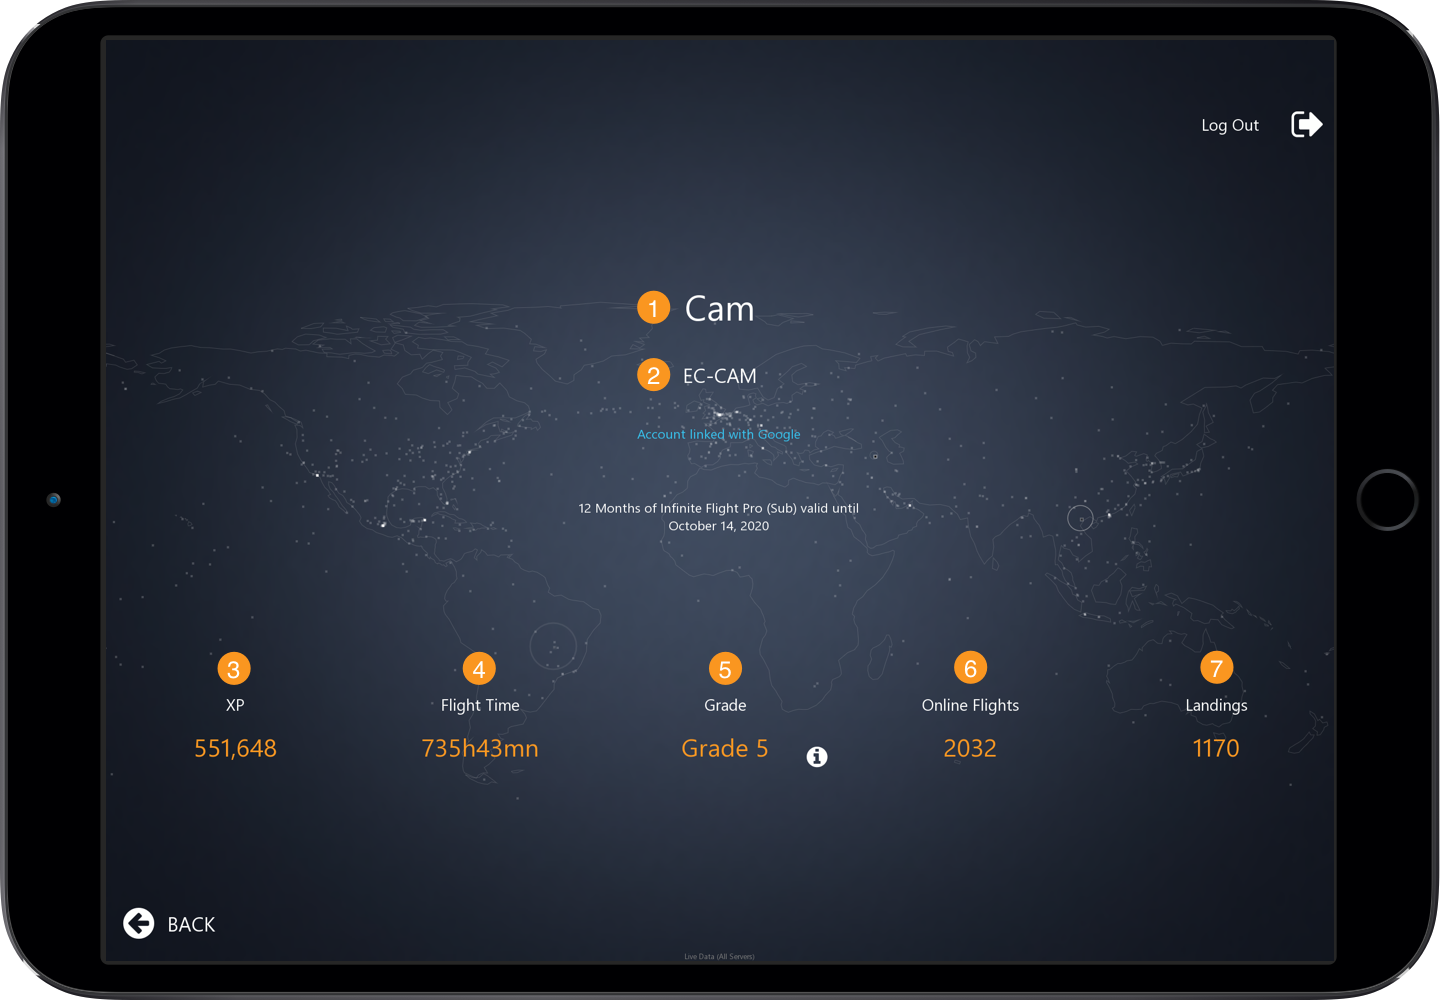 Log Out
1 Cam
2 EC-CAM
Account linked with Google
12 Months of Infinite Flight Pro (Sub) valid until
October 14, 2020
3 4 5 6 7
XP Flight Time Grade Online Flights Landings
551,648 735h43mn Grade 5 2032 1170
BACK
Live Data (All Servers)